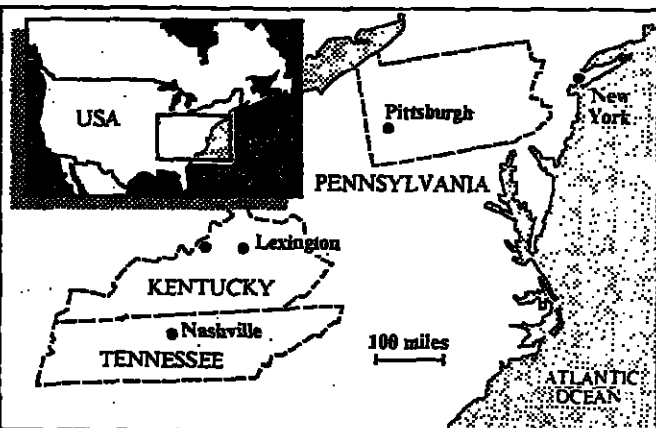 USA
Pittsburgh
New
York
PENNSYLVANIA
Lexington
KENTUCKY
Nashville
TENNESSEE
100 miles
ATLANTIC
OCEAN